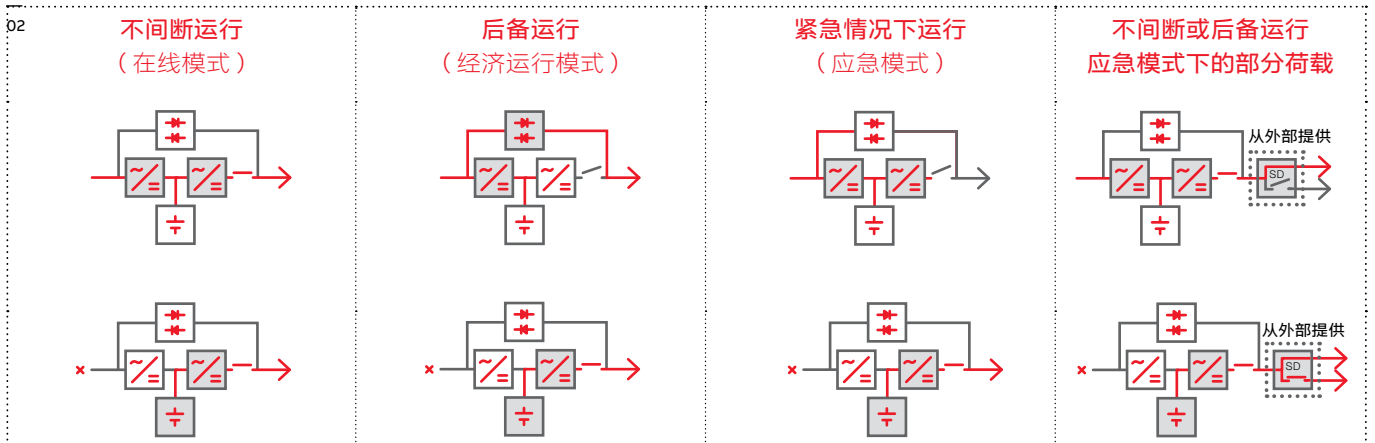 02
不间断运行
（在线模式）
后备运行
（经济运行模式）
紧急情况下运行
（应急模式）
不间断或后备运行
应急模式下的部分荷载
从外部提供
SD
从外部提供
SD